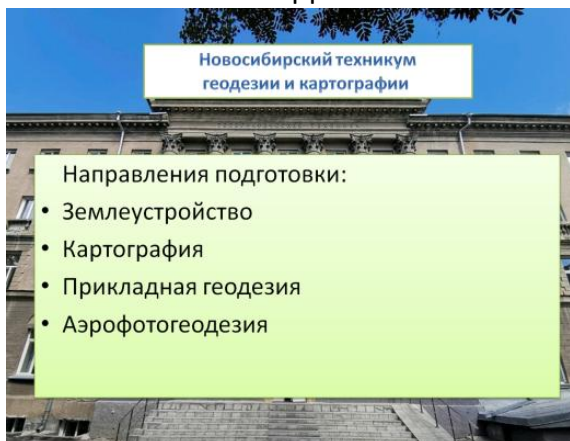 Новосибирский техникум
геодезии и картографии
Направления подготовки:
• Землеустройство
• Картография
• Прикладная геодезия
• Аэрофотогеодезия